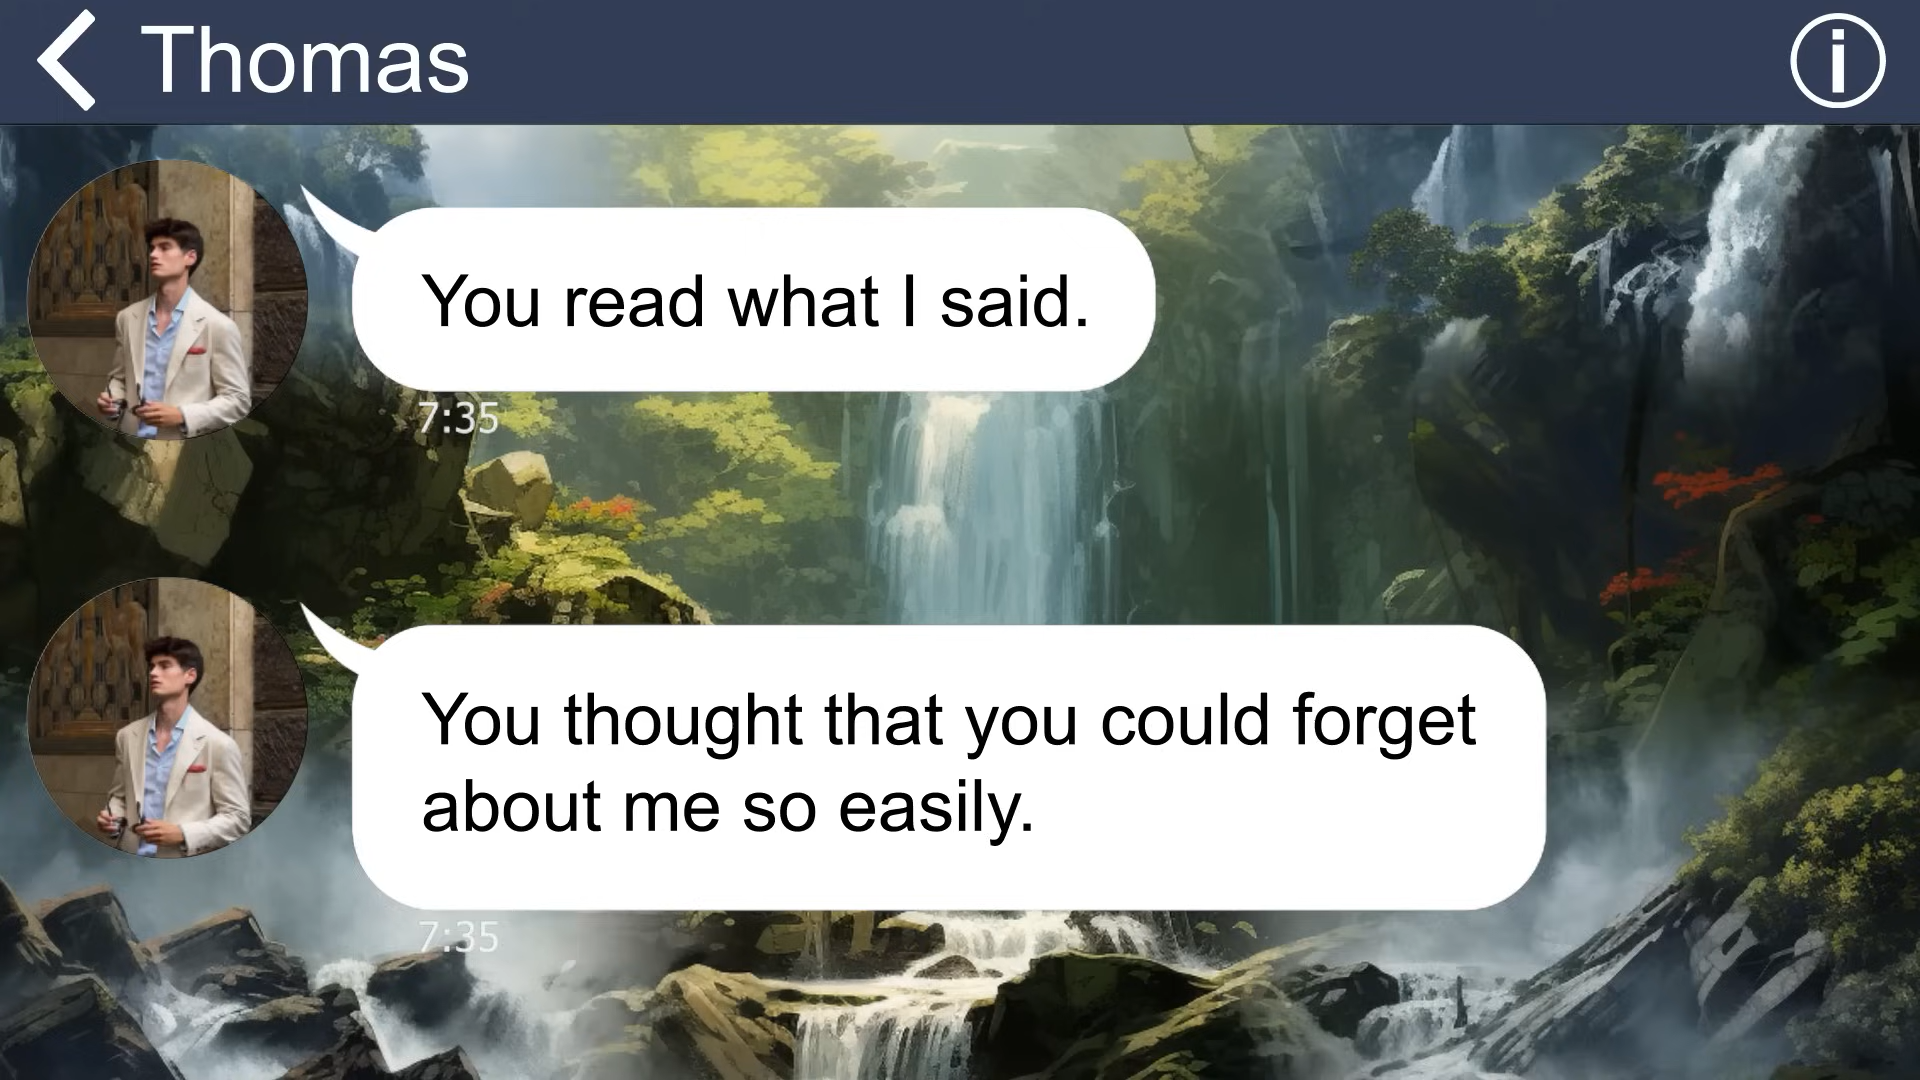 Thomas
You read what I said.
7:35
You thought that you could forget
about me so easily.
7:35